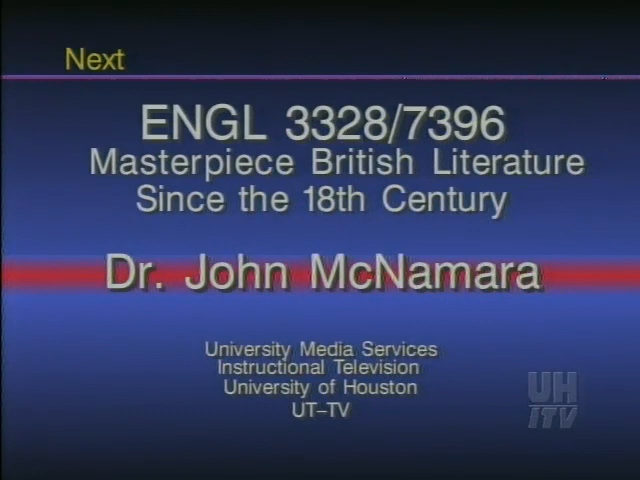 Next
ENGL 3328/7396
Masterpiece British Literature
Since the 18th Century
Dr. John McNamara
University Media Services
Instructional Television
University of Houston
UT–TV
UH
ITV